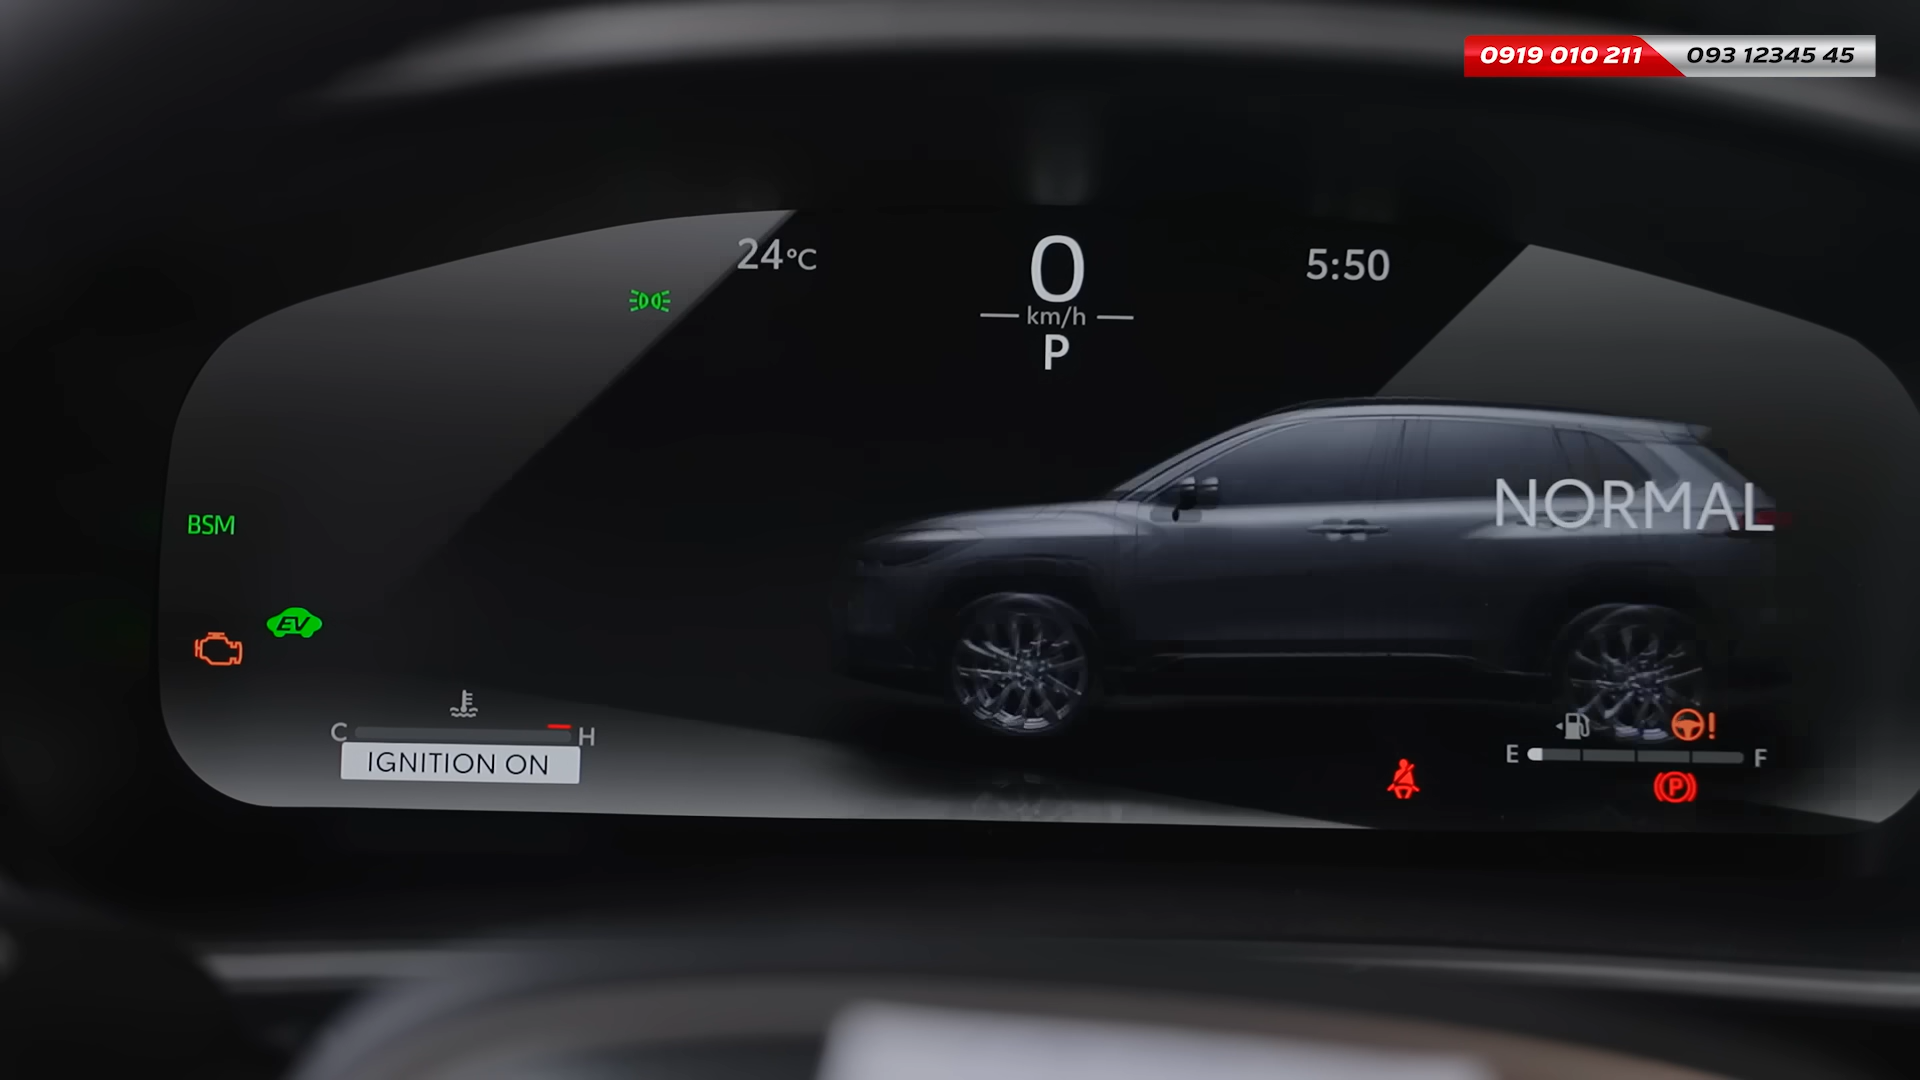 0919 010 211 093 12345 45
24°C
0
5:50
km/h
P
NORMAL
BSM
EV
C H
IGNITION ON
E F
P